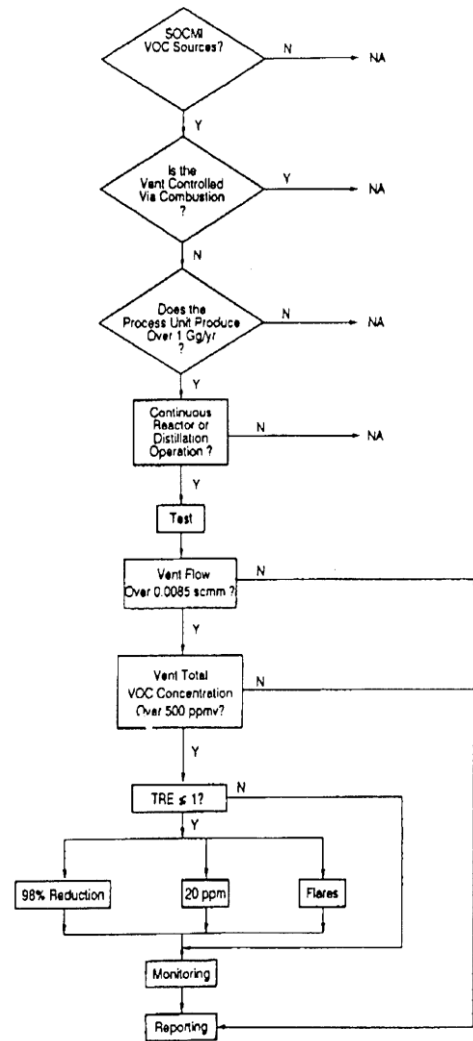 SOCMI
VOC Sources?
N
NA
Y
Is the
Vent Controlled
Via Combustion
?
Y
NA
N
Does the
Process Unit Produce
Over 1 Gg/yr
?
N
NA
Y
Continuous
Reactor or
Distillation
Operation ?
N
NA
Y
Test
Vent Flow
Over 0.0085 scmm ?
N
Y
Vent Total
VOC Concentration
Over 500 ppmv?
N
Y
TRE ≤ 1?
N
Y
98% Reduction
20 ppm
Flares
Monitoring
Reporting